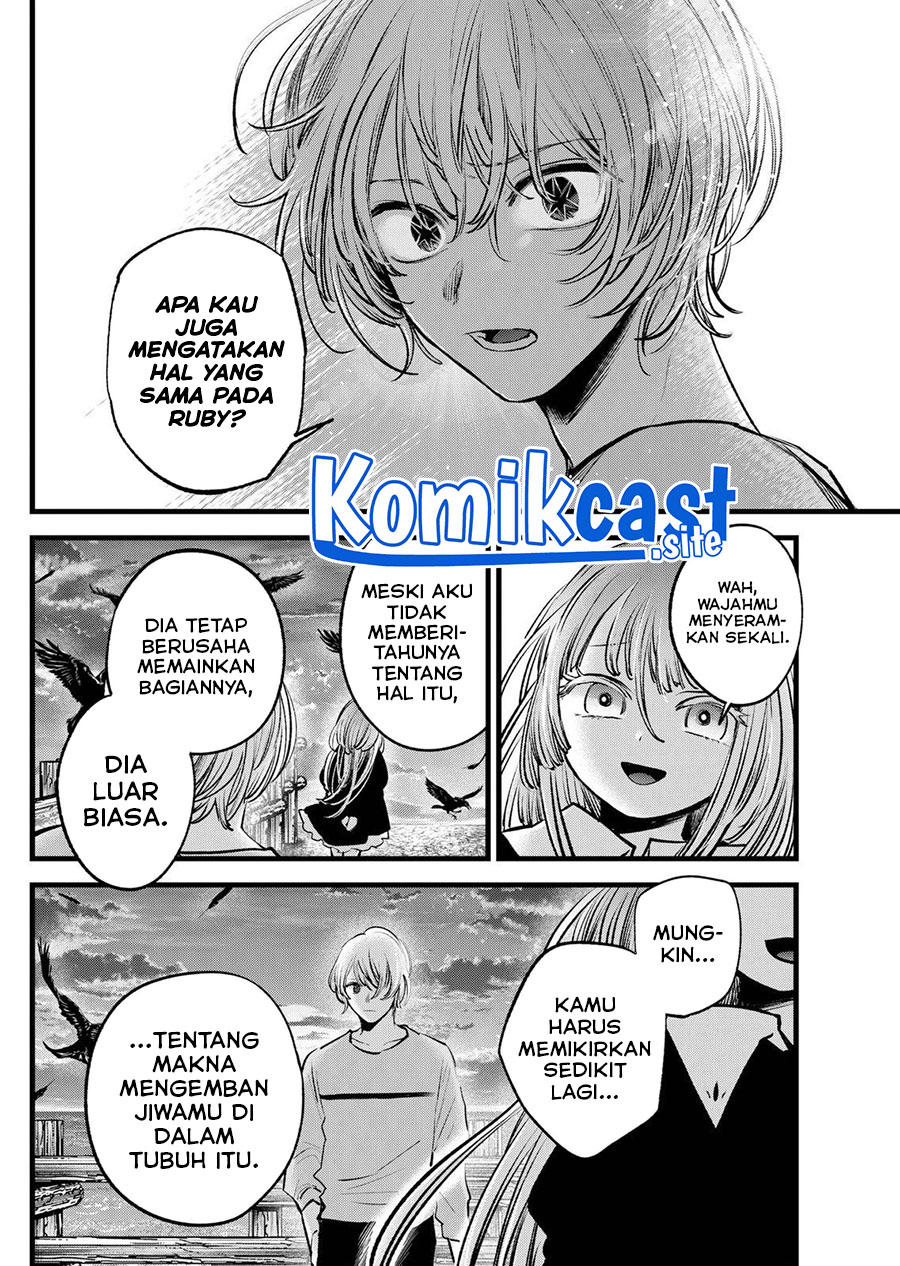 APA KAU
JUGA
MENGATAKAN
HAL YANG
SAMA PADA
RUBY?
Komikcast
.site
WAH,
WAJAHMU
MENYERAM-
KAN SEKALI.
MESKI AKU
TIDAK
MEMBERI-
TAHUNYA
TENTANG
HAL ITU,
DIA TETAP
BERUSAHA
MEMAINKAN
BAGIANNYA,
DIA
LUAR
BIASA.
MUNG-
KIN...
KAMU
HARUS
MEMIKIRKAN
SEDIKIT
LAGI...
...TENTANG
MAKNA
MENGEMBAN
JIWAMU DI
DALAM
TUBUH ITU.